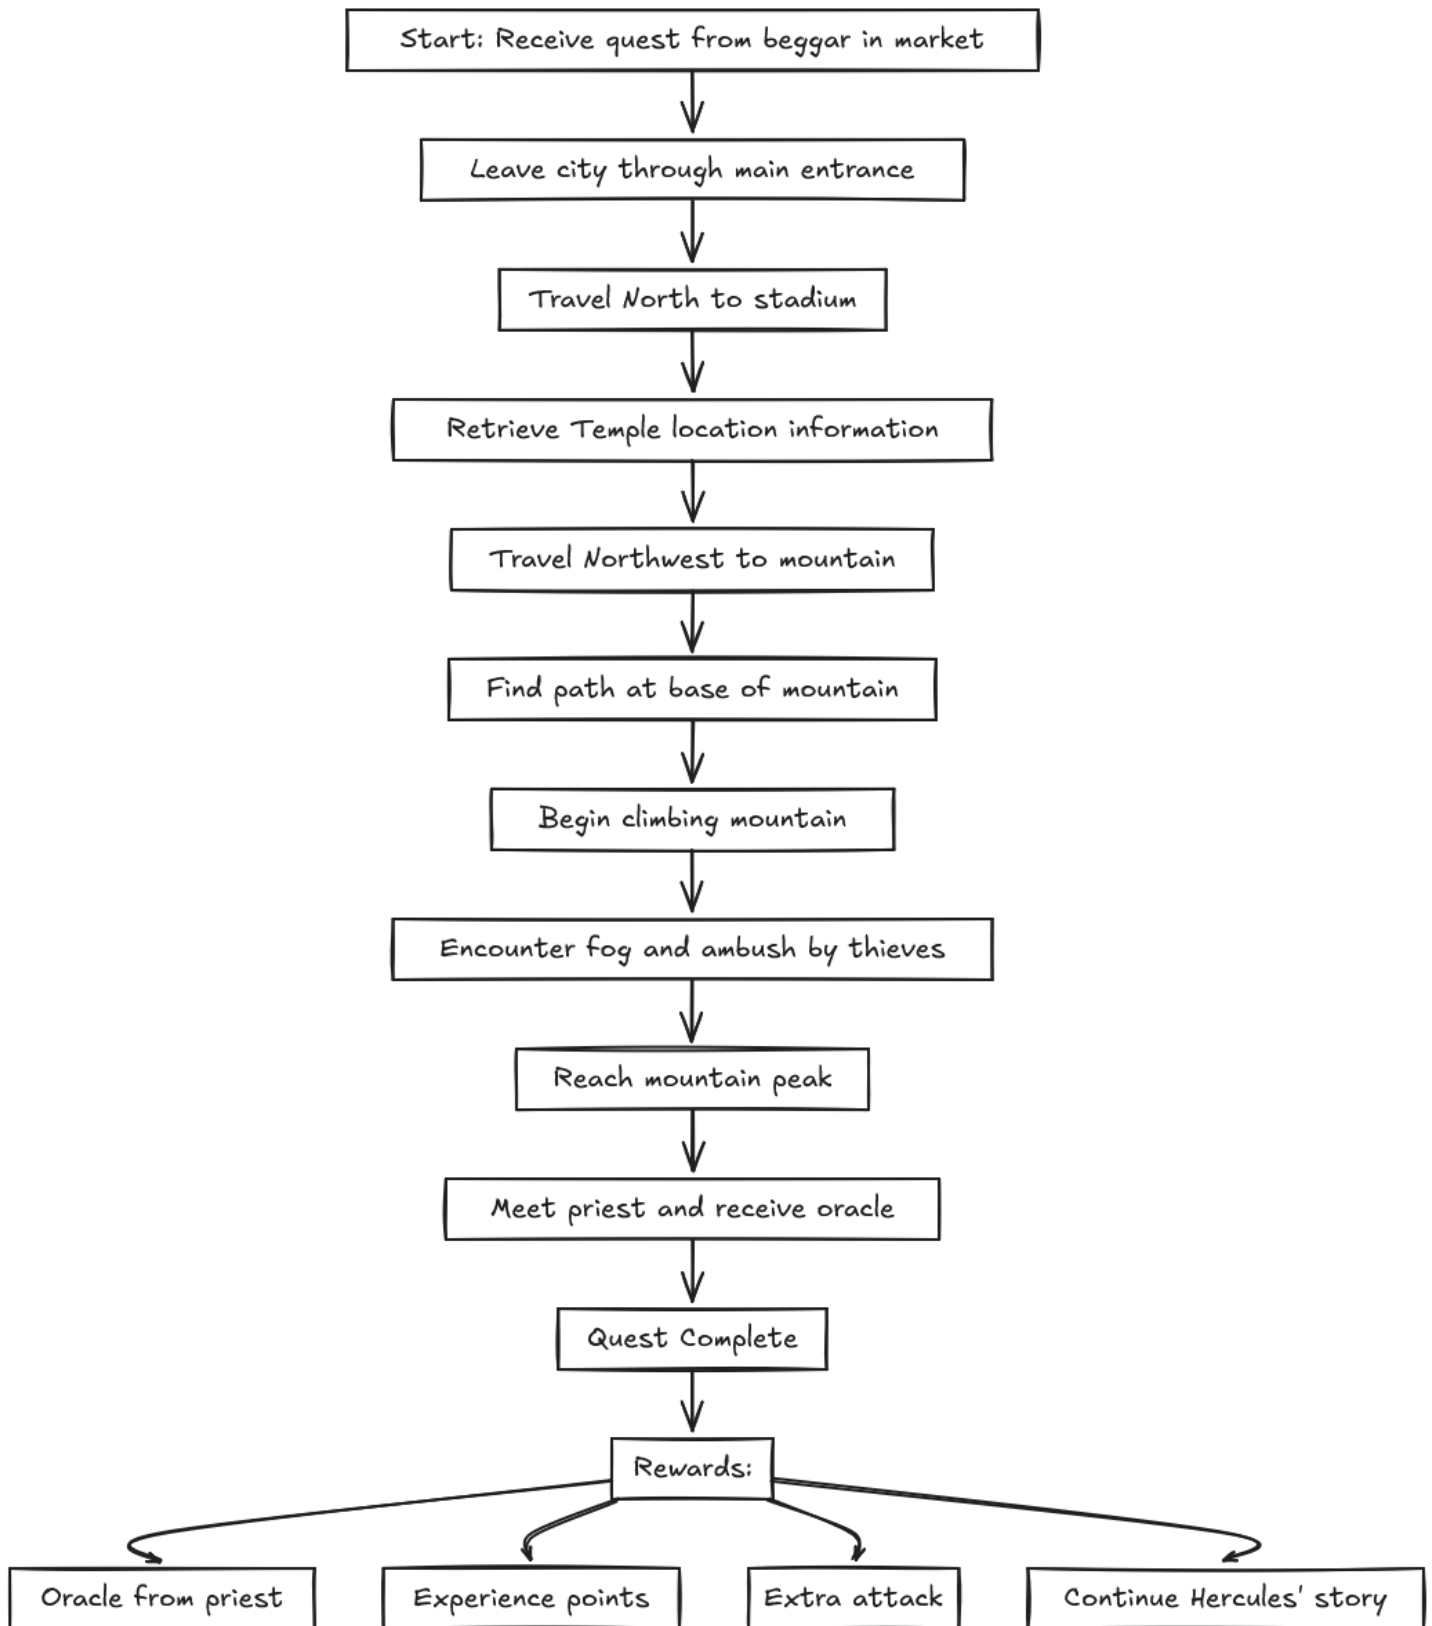 Start: Receive quest from beggar in market
Leave city through main entrance
Travel North to stadium
Retrieve Temple location information
Travel Northwest to mountain
Find path at base of mountain
Begin climbing mountain
Encounter fog and ambush by thieves
Reach mountain peak
Meet priest and receive oracle
Quest Complete
Rewards:
Oracle from priest
Experience points
Extra attack
Continue Hercules' story